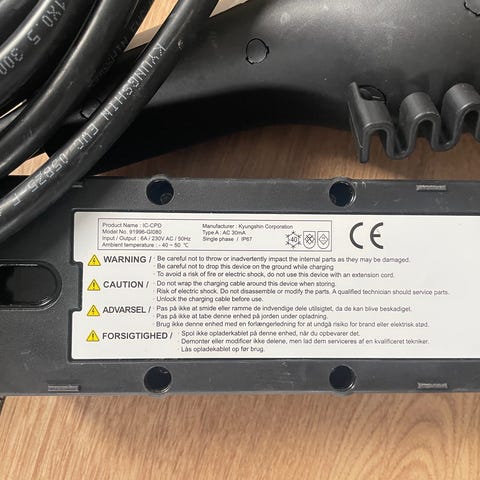 KYUNGSHIN EWC 05BZ5-F
Product Name : IC-CPD
Model No. 91996-GI080
Input / Output : 6A / 230V AC / 50Hz
Ambient temperature : - 40 ~ 50 ℃
Manufacturer : Kyungshin Corporation
Type A : AC 30mA
Single phase / IP67
-40
CE
WARNING / · Be careful not to throw or inadvertently impact the internal parts as they may be damaged.
· Be careful not to drop this device on the ground while charging
· To avoid a risk of fire or electric shock, do not use this device with an extension cord.
CAUTION / · Do not wrap the charging cable around this device when storing.
· Risk of electric shock. Do not disassemble or modify the parts. A qualified technician should service parts.
· Unlock the charging cable before use.
ADVARSEL / · Pas på ikke at smide eller ramme de indvendige dele utilsigtet, da de kan blive beskadiget.
· Pas på ikke at tabe denne enhed på jorden under opladning.
· Brug ikke denne enhed en forlængerledning for at undgå risiko for brand eller elektrisk stød.
FORSIGTIGHED / · Spol ikke opladerkablet på denne enhed, når du opbevarer det.
· Demonter eller modificer ikke delene, men lad dem serviceres af en kvalificeret tekniker.
· Lås opladekablet op før brug.